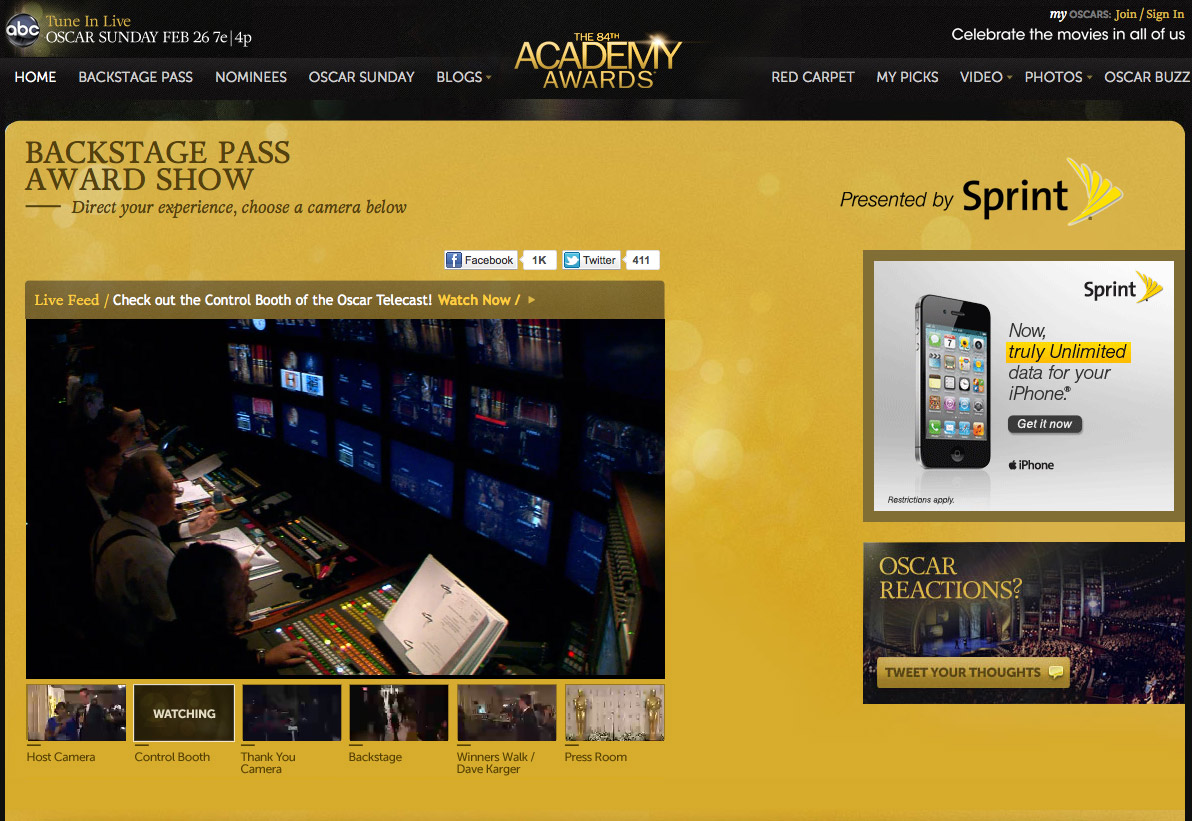 abc
Tune In Live
OSCAR SUNDAY FEB 26 7e|4p
THE 84TH
ACADEMY
AWARDS
my OSCARS: Join / Sign In
Celebrate the movies in all of us
HOME BACKSTAGE PASS NOMINEES OSCAR SUNDAY BLOGS
RED CARPET MY PICKS VIDEO PHOTOS OSCAR BUZZ
BACKSTAGE PASS
AWARD SHOW
Direct your experience, choose a camera below
Presented by Sprint
Facebook 1K Twitter 411
Live Feed / Check out the Control Booth of the Oscar Telecast! Watch Now /
Sprint
Now,
truly Unlimited
data for your
iPhone.®
Get it now
iPhone
Restrictions apply.
OSCAR
REACTIONS?
TWEET YOUR THOUGHTS
WATCHING
Host Camera
Control Booth
Thank You
Camera
Backstage
Winners Walk /
Dave Karger
Press Room